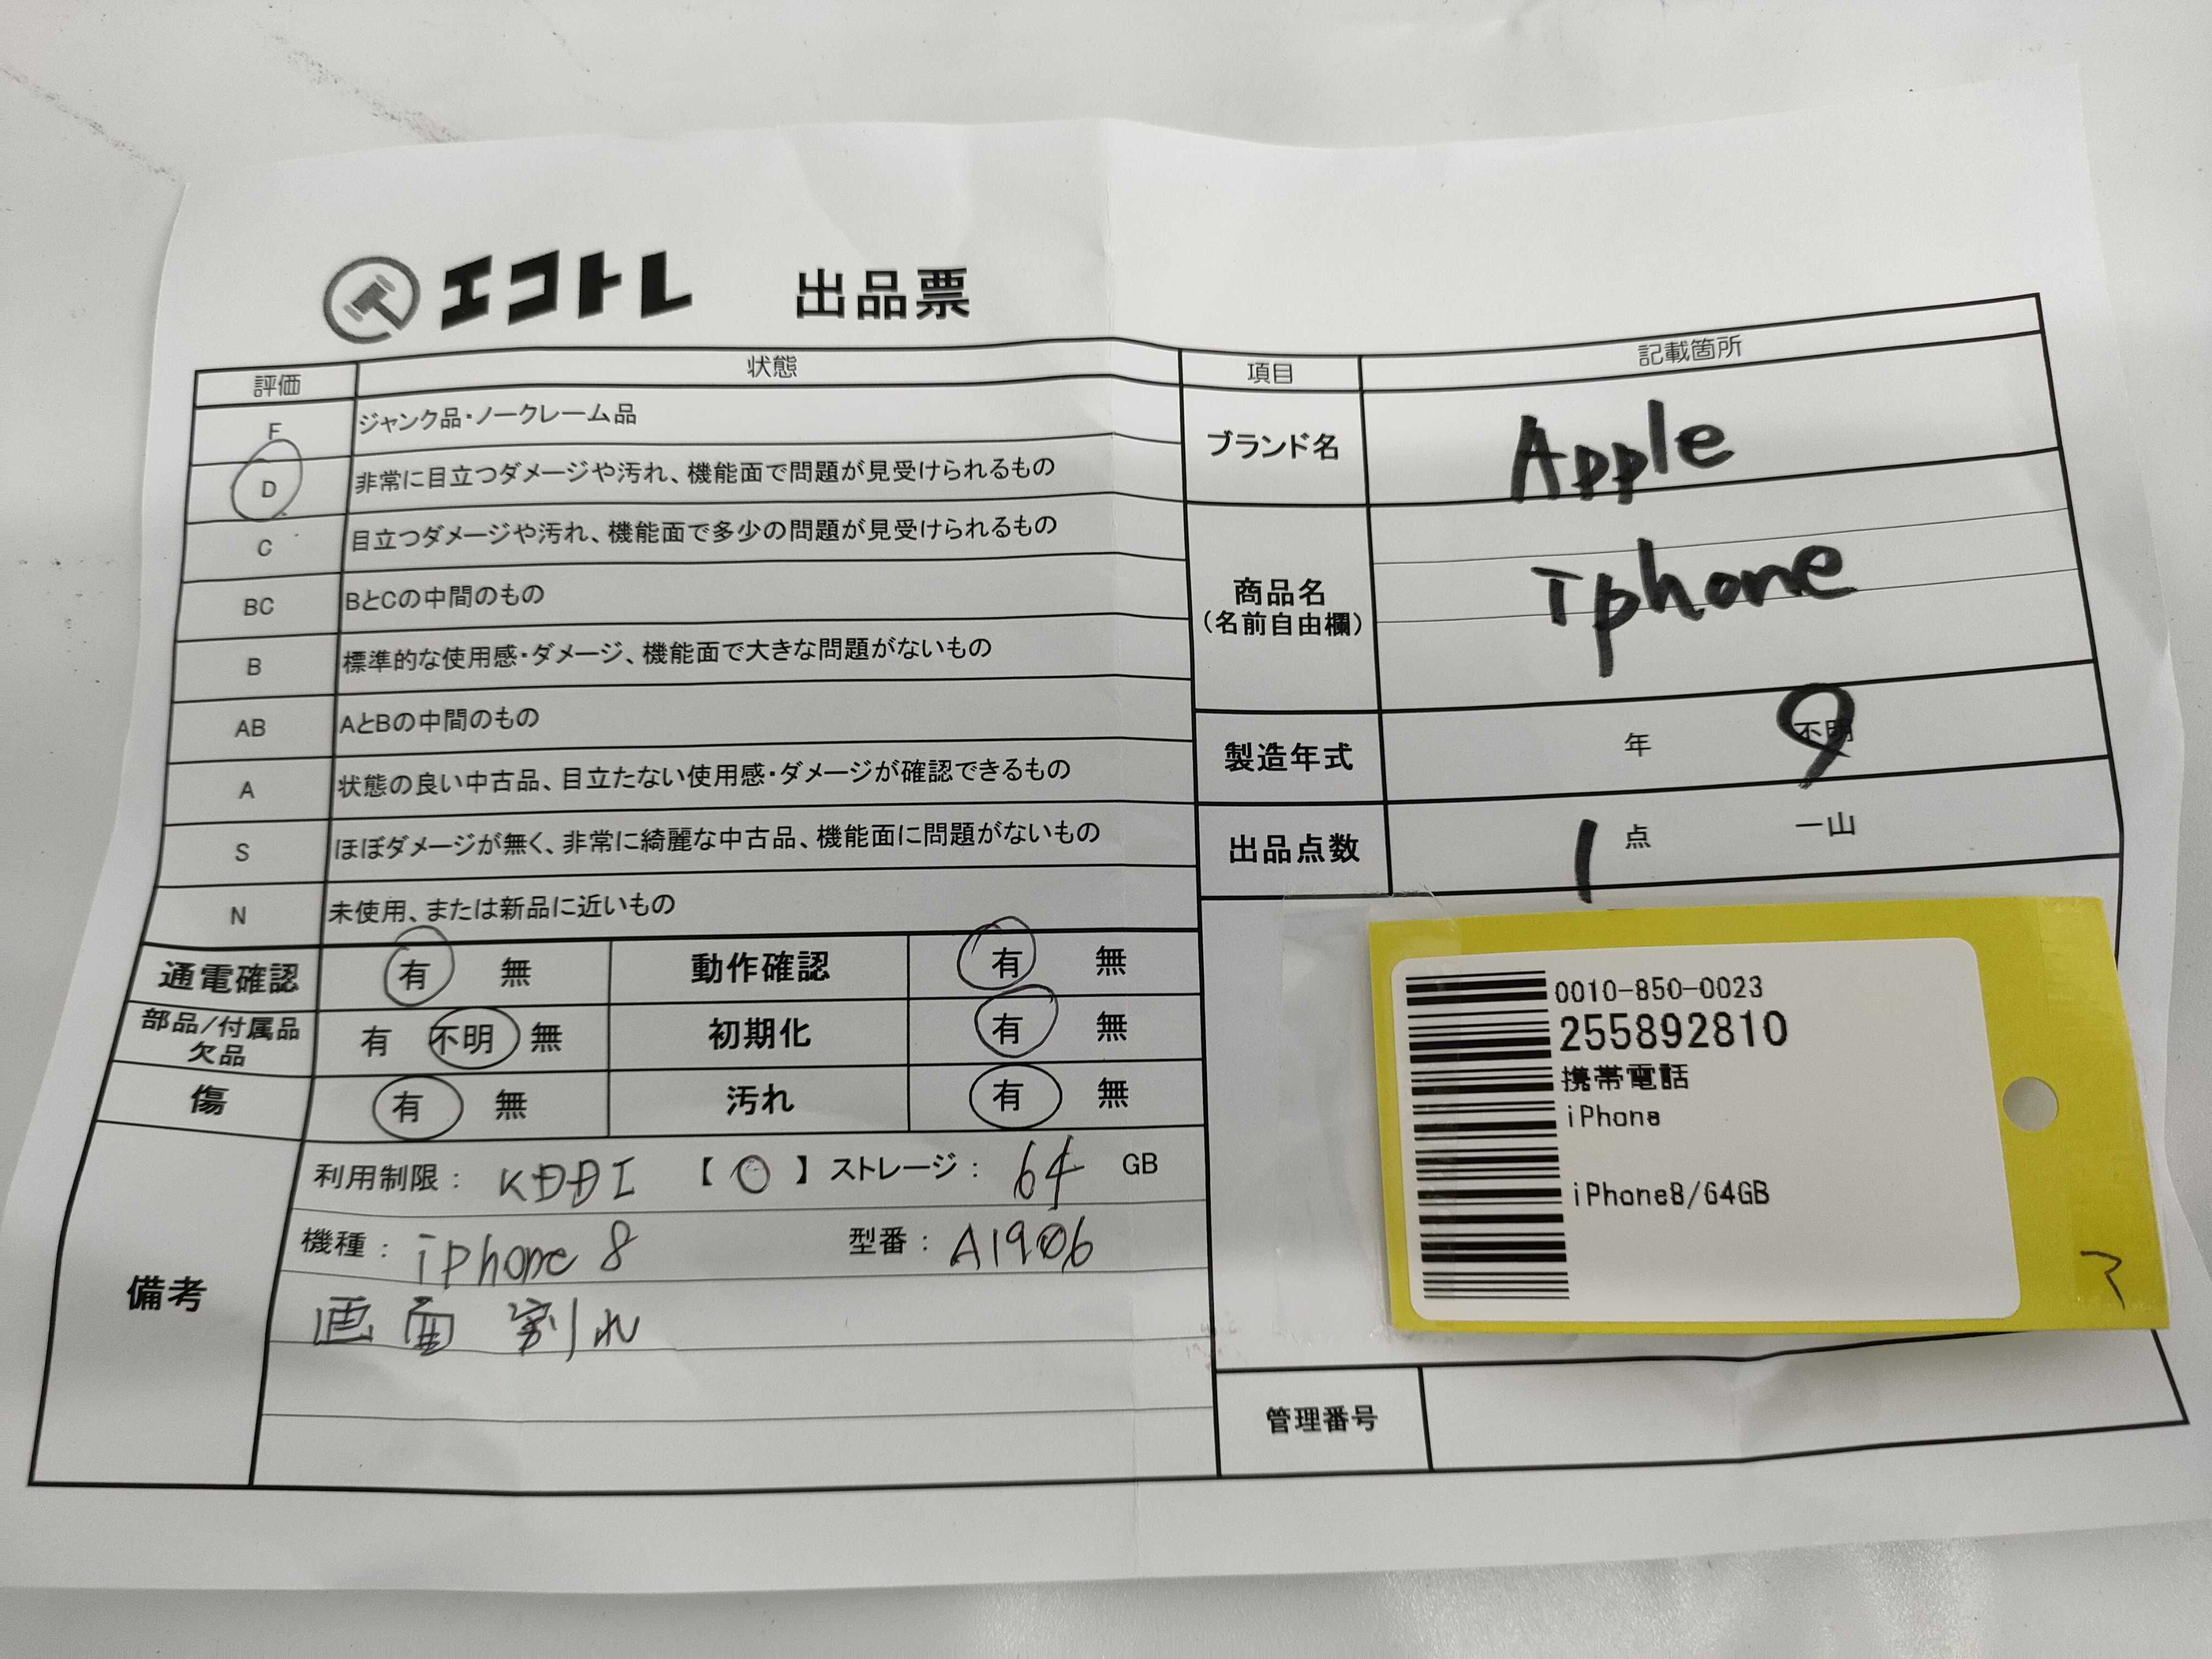 エコトレ 出品票
評価 状態
F ジャンク品・ノークレーム品
D 非常に目立つダメージや汚れ、機能面で問題が見受けられるもの
C 目立つダメージや汚れ、機能面で多少の問題が見受けられるもの
BC BとCの中間のもの
B 標準的な使用感・ダメージ、機能面で大きな問題がないもの
AB AとBの中間のもの
A 状態の良い中古品、目立たない使用感・ダメージが確認できるもの
S ほぼダメージが無く、非常に綺麗な中古品、機能面に問題がないもの
N 未使用、または新品に近いもの
通電確認 有 無 動作確認 有 無
部品/付属品 欠品 有 不明 無 初期化 有 無
傷 有 無 汚れ 有 無
備考
利用制限: KDDI 【○】 ストレージ: 64 GB
機種: iphone 8 型番: A1906
画面割れ
項目 記載箇所
ブランド名 Apple
商品名 iphone
(名前自由欄)
製造年式 年 不明
出品点数 1 点 一山
0010-850-0023
255892810
携帯電話
iPhone
iPhone8/64GB
管理番号